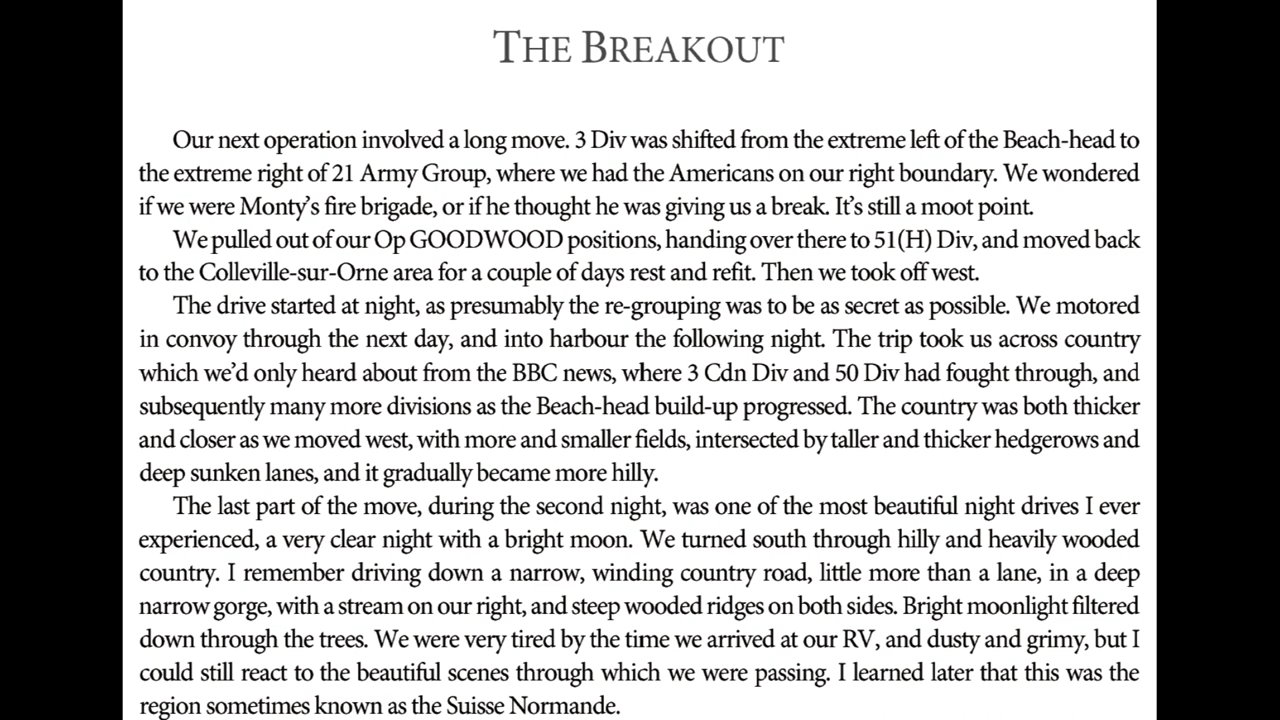 THE BREAKOUT
Our next operation involved a long move. 3 Div was shifted from the extreme left of the Beach-head to
the extreme right of 21 Army Group, where we had the Americans on our right boundary. We wondered
if we were Monty's fire brigade, or if he thought he was giving us a break. It's still a moot point.
We pulled out of our Op GOODWOOD positions, handing over there to 51(H) Div, and moved back
to the Colleville-sur-Orne area for a couple of days rest and refit. Then we took off west.
The drive started at night, as presumably the re-grouping was to be as secret as possible. We motored
in convoy through the next day, and into harbour the following night. The trip took us across country
which we'd only heard about from the BBC news, where 3 Cdn Div and 50 Div had fought through, and
subsequently many more divisions as the Beach-head build-up progressed. The country was both thicker
and closer as we moved west, with more and smaller fields, intersected by taller and thicker hedgerows and
deep sunken lanes, and it gradually became more hilly.
The last part of the move, during the second night, was one of the most beautiful night drives I ever
experienced, a very clear night with a bright moon. We turned south through hilly and heavily wooded
country. I remember driving down a narrow, winding country road, little more than a lane, in a deep
narrow gorge, with a stream on our right, and steep wooded ridges on both sides. Bright moonlight filtered
down through the trees. We were very tired by the time we arrived at our RV, and dusty and grimy, but I
could still react to the beautiful scenes through which we were passing. I learned later that this was the
region sometimes known as the Suisse Normande.